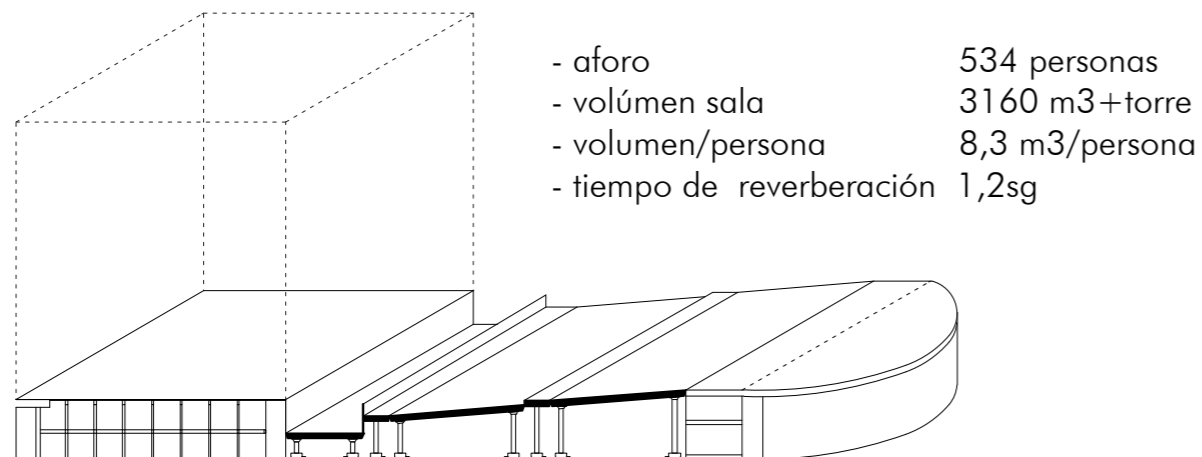 - aforo 534 personas
- volúmen sala 3160 m3+torre
- volumen/persona 8,3 m3/persona
- tiempo de reverberación 1,2sg